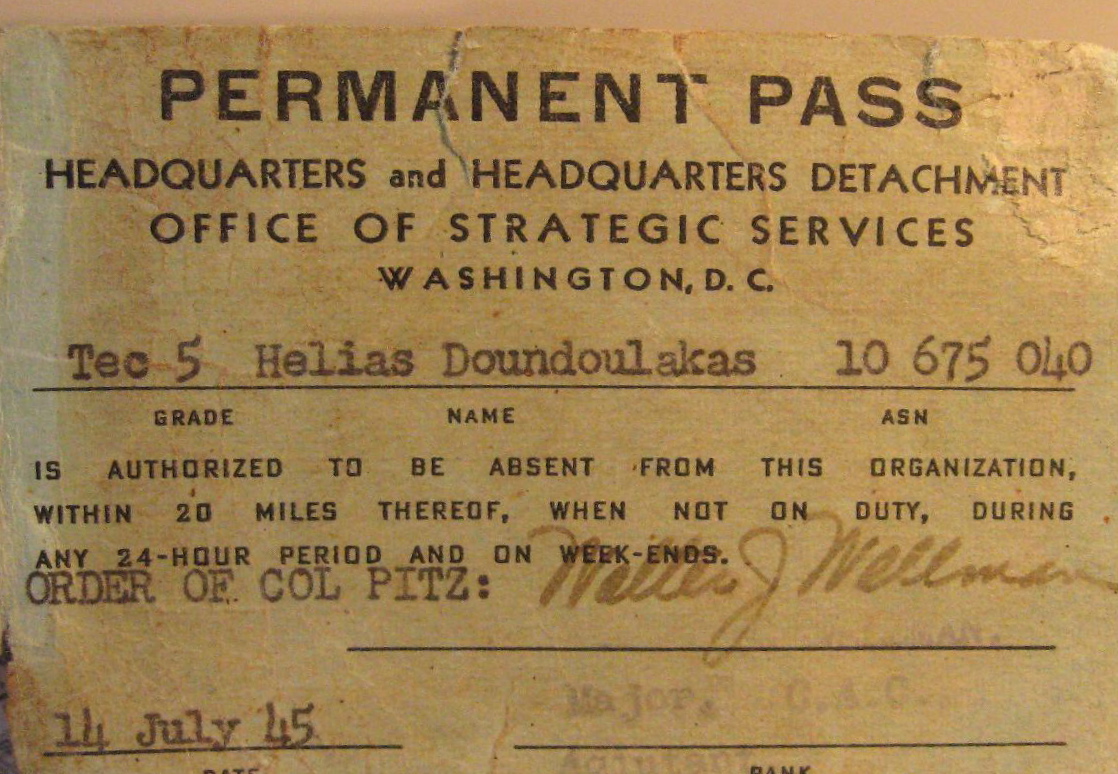 PERMANENT PASS
HEADQUARTERS and HEADQUARTERS DETACHMENT
OFFICE OF STRATEGIC SERVICES
WASHINGTON, D. C.
Tec 5 Helias Doundoulakas 10 675 040
GRADE NAME ASN
IS AUTHORIZED TO BE ABSENT FROM THIS ORGANIZATION,
WITHIN 20 MILES THEREOF, WHEN NOT ON DUTY, DURING
ANY 24-HOUR PERIOD AND ON WEEK-ENDS.
ORDER OF COL PITZ: Walter J Wellman
Major, C.A.C.
14 July 45
Adjutant
DATE RANK